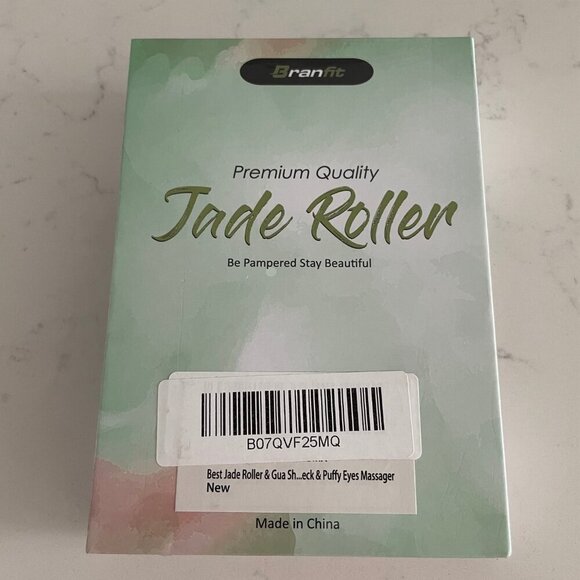 Branfit
Premium Quality
Jade Roller
Be Pampered Stay Beautiful
B07QVF25MQ
Best Jade Roller & Gua Sh...eck & Puffy Eyes Massager
New
Made in China